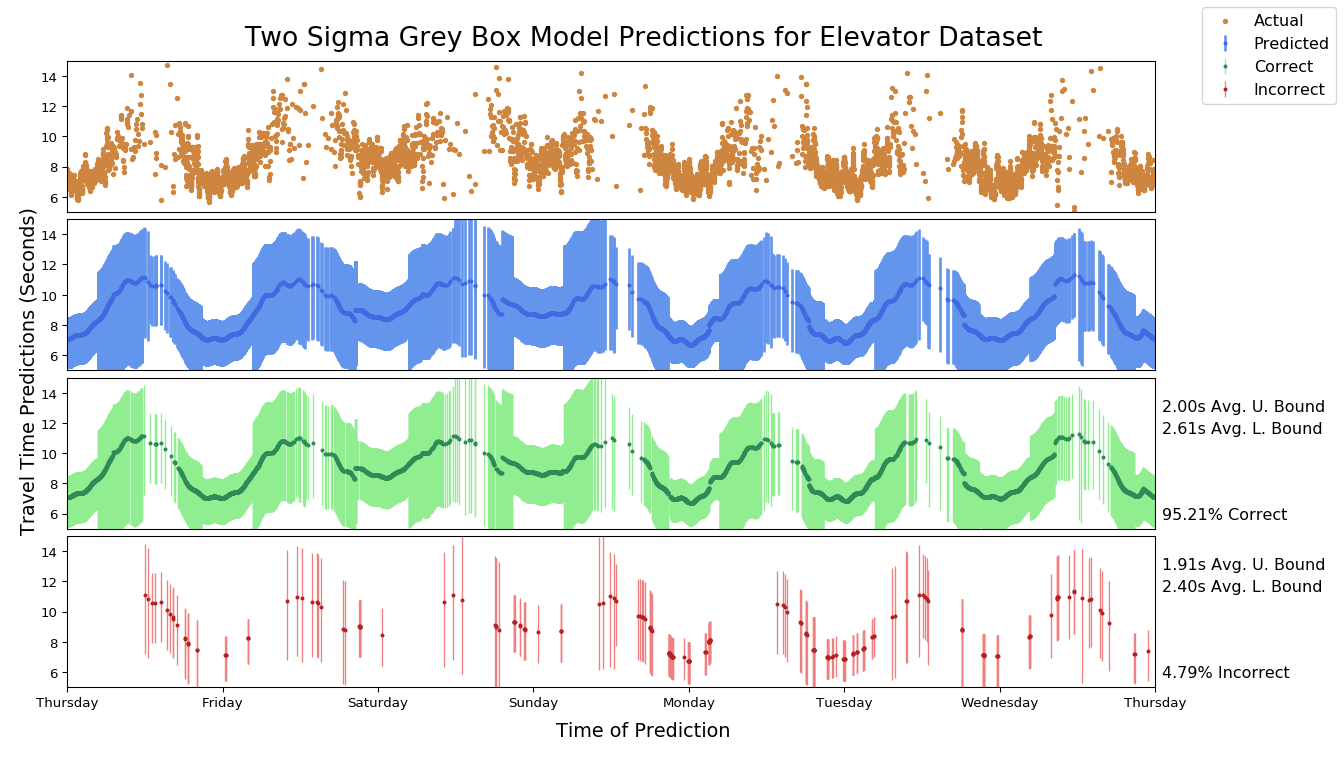 Two Sigma Grey Box Model Predictions for Elevator Dataset
Actual
Predicted
Correct
Incorrect
Travel Time Predictions (Seconds)
14
12
10
8
6
14
12
10
8
6
14
12
10
8
6
2.00s Avg. U. Bound
2.61s Avg. L. Bound
95.21% Correct
14
12
10
8
6
1.91s Avg. U. Bound
2.40s Avg. L. Bound
4.79% Incorrect
Thursday Friday Saturday Sunday Monday Tuesday Wednesday Thursday
Time of Prediction